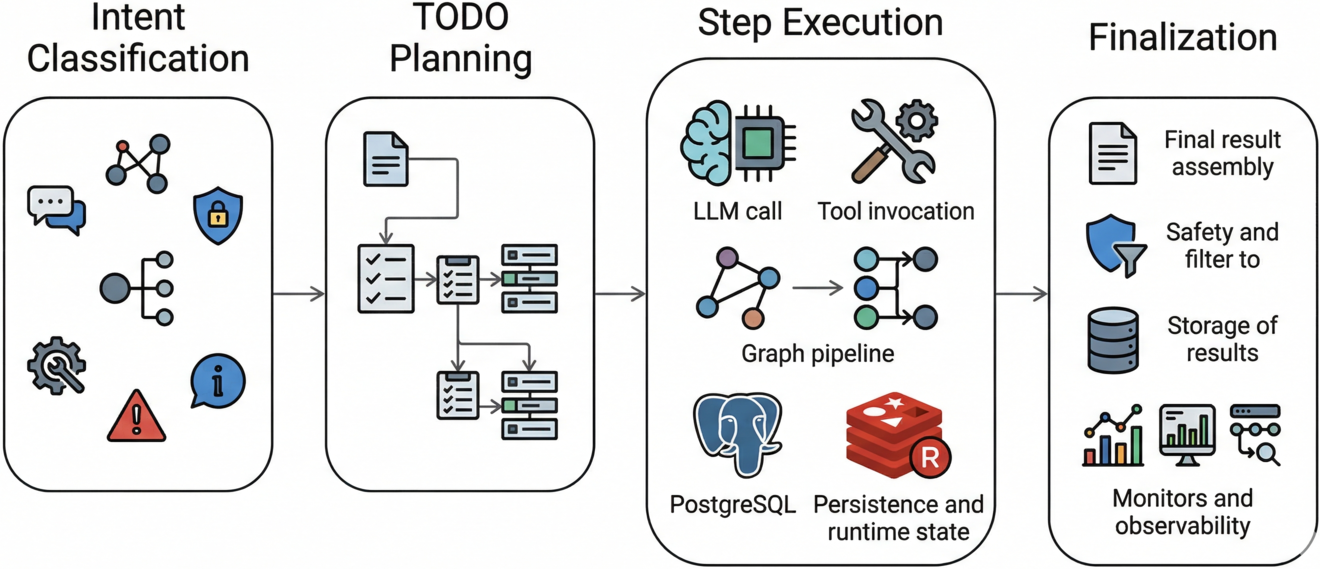 Intent
Classification
TODO
Planning
Step Execution
Finalization
LLM call
Tool invocation
Graph pipeline
PostgreSQL
Persistence and
runtime state
R
Final result
assembly
Safety and
filter to
Storage of
results
Monitors and
observability